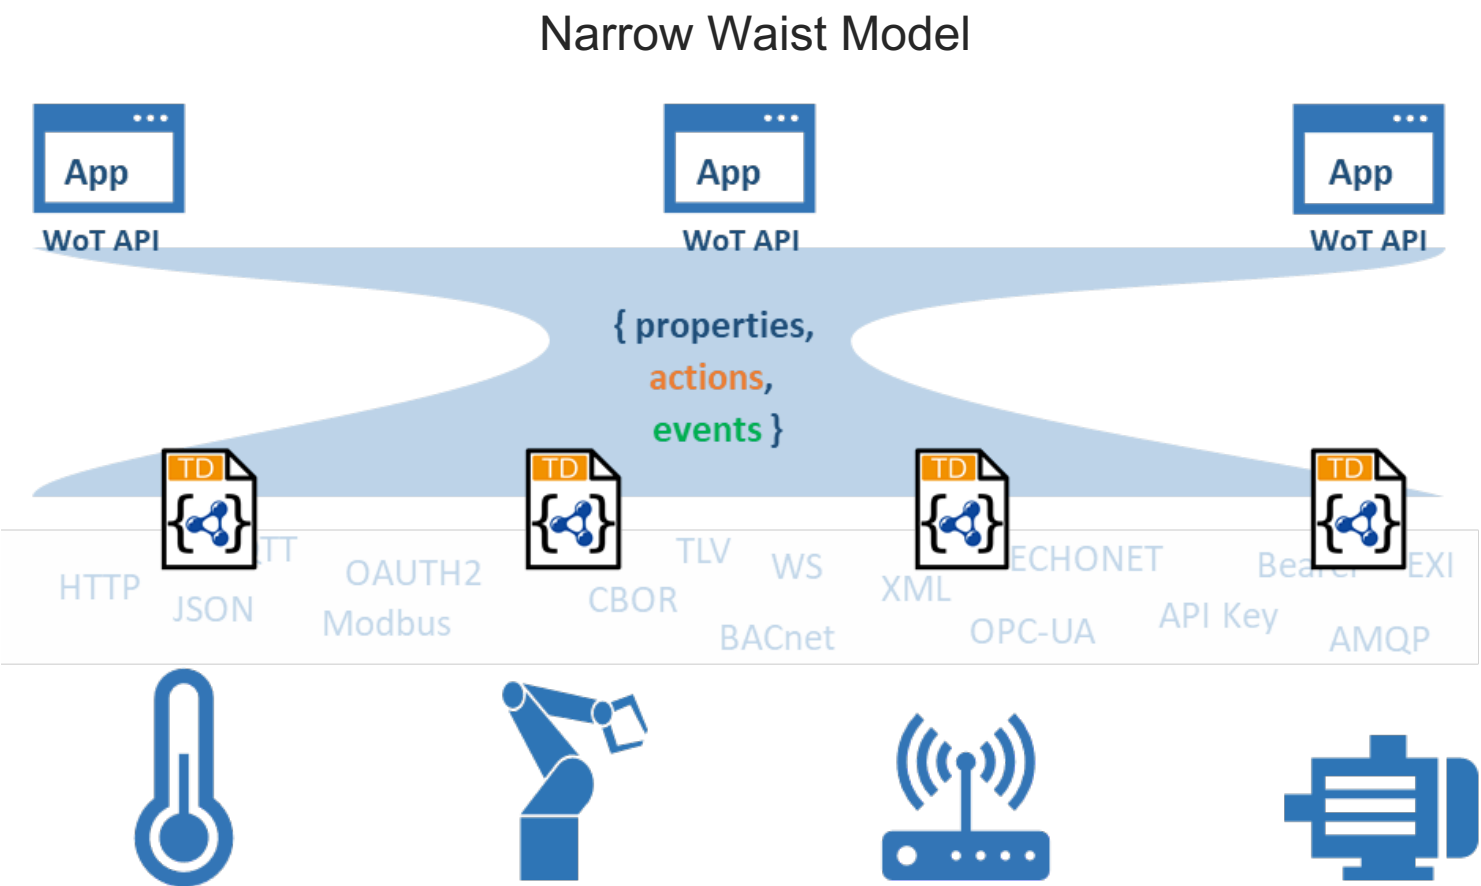 Narrow Waist Model
App
App
App
WoT API
WoT API
WoT API
{ properties,
actions,
events }
TD
TD
TD
TD
HTTP
JSON
OAUTH2
Modbus
TLV
CBOR
WS
BACnet
XML
ECHONET
OPC-UA
API Key
EXI
AMQP